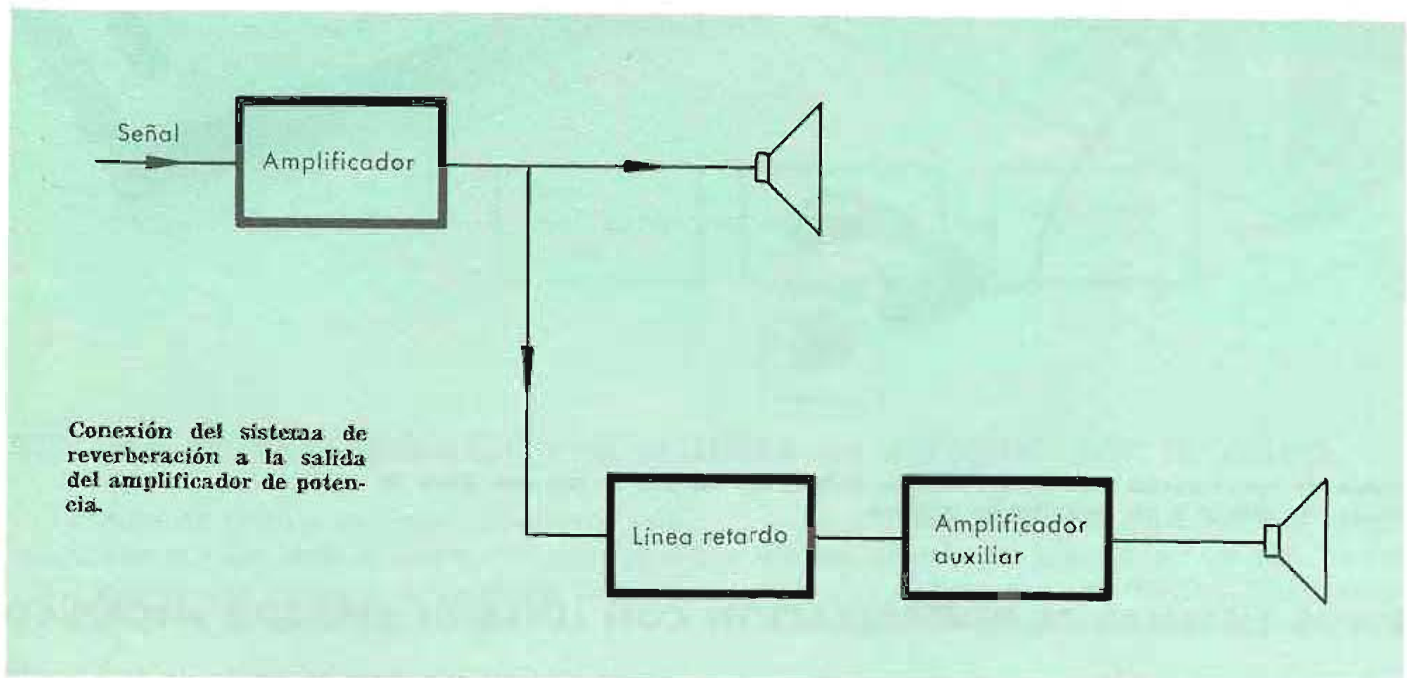 Señal
Amplificador
Conexión del sistema de
reverberación a la salida
del amplificador de poten-
cia.
Línea retardo
Amplificador
auxiliar